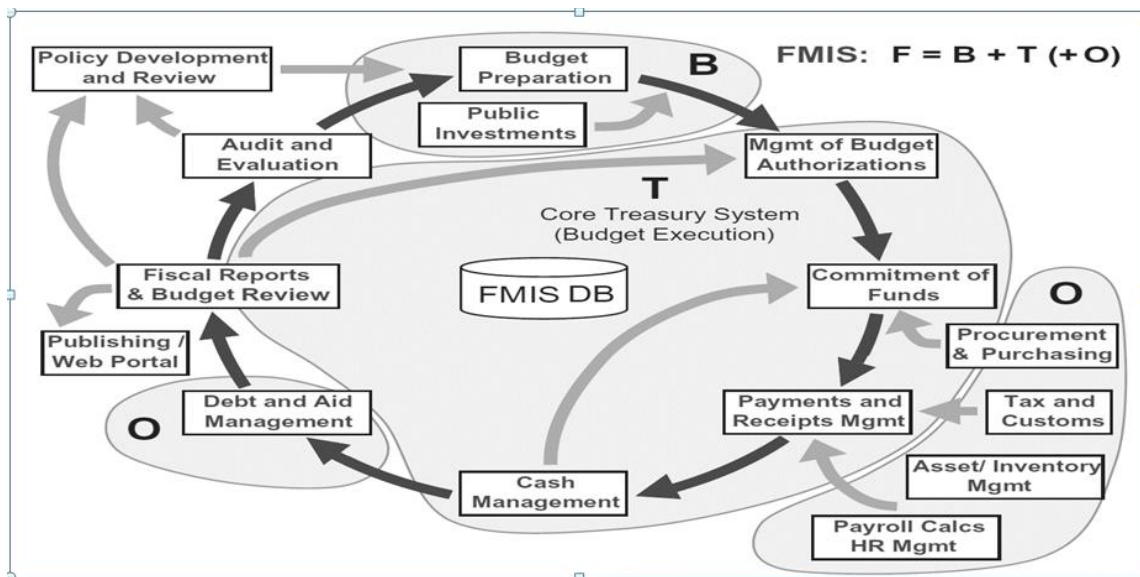 Policy Development
and Review
Budget
Preparation
B
FMIS: F = B + T (+O)
Public
Investments
Audit and
Evaluation
Mgmt of Budget
Authorizations
T
Core Treasury System
(Budget Execution)
Fiscal Reports
& Budget Review
FMIS DB
Commitment of
Funds
O
Publishing /
Web Portal
Procurement
& Purchasing
Debt and Aid
Management
O
Payments and
Receipts Mgmt
Tax and
Customs
Cash
Management
Asset/ Inventory
Mgmt
Payroll Calcs
HR Mgmt